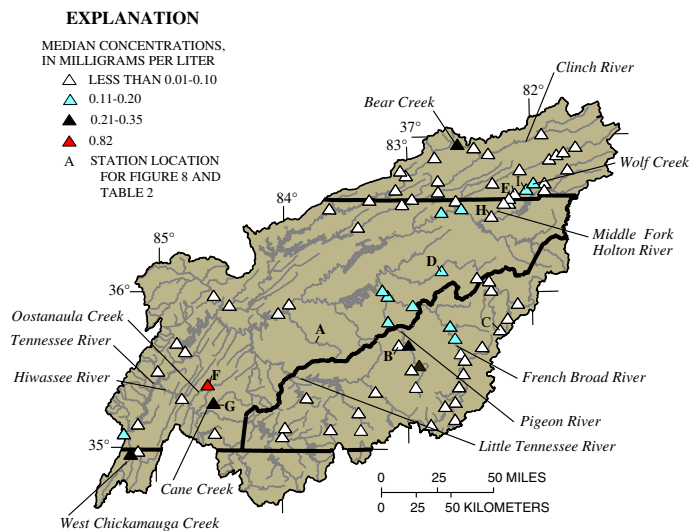 EXPLANATION
MEDIAN CONCENTRATIONS,
IN MILLIGRAMS PER LITER
LESS THAN 0.01-0.10
0.11-0.20
0.21-0.35
0.82
A STATION LOCATION
FOR FIGURE 8 AND
TABLE 2
Clinch River
82°
Bear Creek
37°
83°
Wolf Creek
I
E
84°
H
Middle Fork
Holton River
85°
D
36°
Oostanaula Creek
A
C
Tennessee River
B
Hiwassee River
F
French Broad River
G
Pigeon River
35°
Little Tennessee River
Cane Creek
0 25 50 MILES
0 25 50 KILOMETERS
West Chickamauga Creek